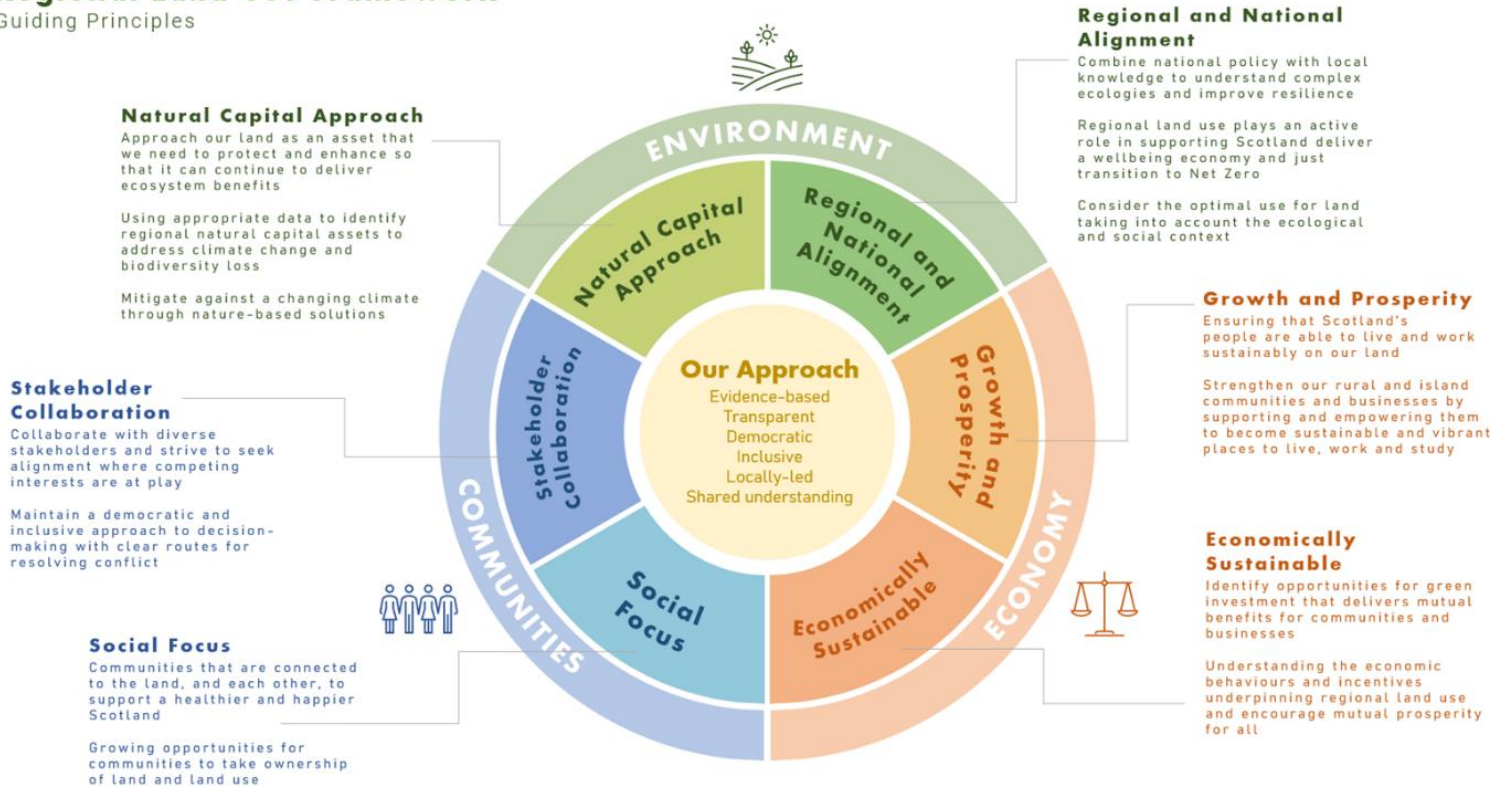 Guiding Principles
Natural Capital Approach
Approach our land as an asset that
we need to protect and enhance so
that it can continue to deliver
ecosystem benefits
Using appropriate data to identify
regional natural capital assets to
address climate change and
biodiversity loss
Mitigate against a changing climate
through nature-based solutions
Stakeholder
Collaboration
Collaborate with diverse
stakeholders and strive to seek
alignment where competing
interests are at play
Maintain a democratic and
inclusive approach to decision-
making with clear routes for
resolving conflict
Social Focus
Communities that are connected
to the land, and each other, to
support a healthier and happier
Scotland
Growing opportunities for
communities to take ownership
of land and land use
ENVIRONMENT
Natural Capital
Approach
Regional and
National
Alignment
Stakeholder
Collaboration
Growth and
Prosperity
Our Approach
Evidence-based
Transparent
Democratic
Inclusive
Locally-led
Shared understanding
COMMUNITIES
Social
Focus
Economically
Sustainable
ECONOMY
Regional and National
Alignment
Combine national policy with local
knowledge to understand complex
ecologies and improve resilience
Regional land use plays an active
role in supporting Scotland deliver
a wellbeing economy and just
transition to Net Zero
Consider the optimal use for land
taking into account the ecological
and social context
Growth and Prosperity
Ensuring that Scotland's
people are able to live and work
sustainably on our land
Strengthen our rural and island
communities and businesses by
supporting and empowering them
to become sustainable and vibrant
places to live, work and study
Economically
Sustainable
Identify opportunities for green
investment that delivers mutual
benefits for communities and
businesses
Understanding the economic
behaviours and incentives
underpinning regional land use
and encourage mutual prosperity
for all